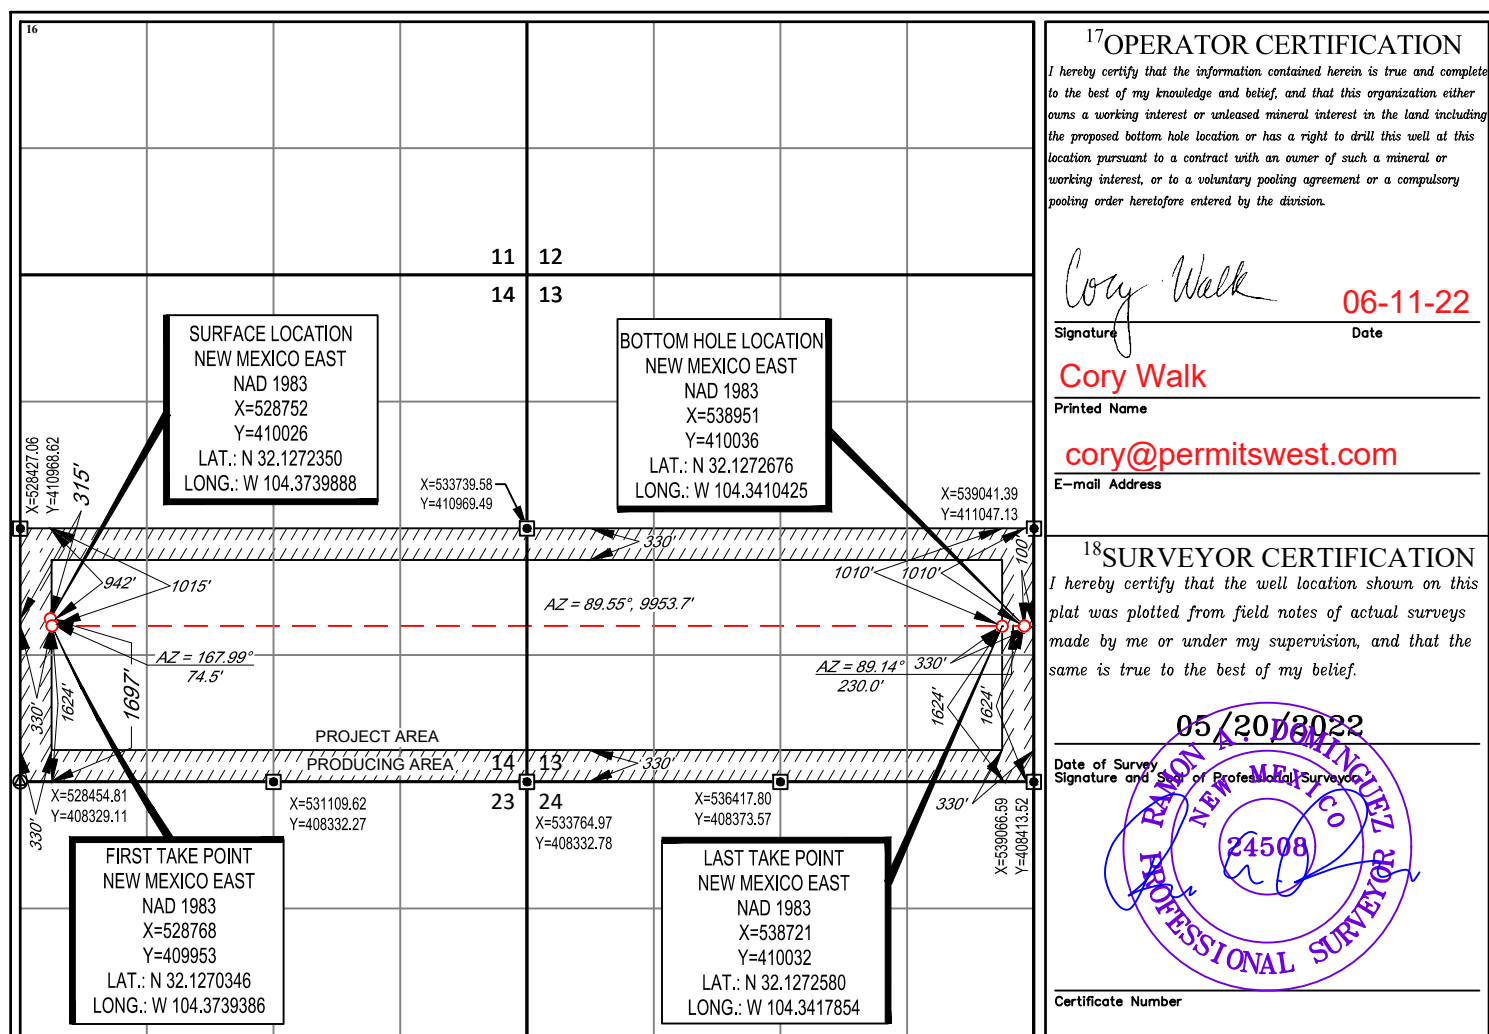 16
11 12
14 13
SURFACE LOCATION
NEW MEXICO EAST
NAD 1983
X=528752
Y=410026
LAT.: N 32.1272350
LONG.: W 104.3739888
BOTTOM HOLE LOCATION
NEW MEXICO EAST
NAD 1983
X=538951
Y=410036
LAT.: N 32.1272676
LONG.: W 104.3410425
X=528427.06
Y=410968.62
315'
X=533739.58
Y=410969.49
X=539041.39
Y=411047.13
330'
100'
942'
1015'
1010'
1010'
AZ = 89.55°, 9953.7'
AZ = 167.99°
74.5'
AZ = 89.14°
230.0'
330'
330'
1624'
1697'
1624'
1624'
PROJECT AREA
PRODUCING AREA
14 13
330'
23 24
330'
330'
X=528454.81
Y=408329.11
X=531109.62
Y=408332.27
X=533764.97
Y=408332.78
X=536417.80
Y=408373.57
X=539066.59
Y=408413.52
FIRST TAKE POINT
NEW MEXICO EAST
NAD 1983
X=528768
Y=409953
LAT.: N 32.1270346
LONG.: W 104.3739386
LAST TAKE POINT
NEW MEXICO EAST
NAD 1983
X=538721
Y=410032
LAT.: N 32.1272580
LONG.: W 104.3417854
17OPERATOR CERTIFICATION
I hereby certify that the information contained herein is true and complete
to the best of my knowledge and belief, and that this organization either
owns a working interest or unleased mineral interest in the land including
the proposed bottom hole location or has a right to drill this well at this
location pursuant to a contract with an owner of such a mineral or
working interest, or to a voluntary pooling agreement or a compulsory
pooling order heretofore entered by the division.
Cory Walk
06-11-22
Signature Date
Cory Walk
Printed Name
cory@permitswest.com
E-mail Address
18SURVEYOR CERTIFICATION
I hereby certify that the well location shown on this
plat was plotted from field notes of actual surveys
made by me or under my supervision, and that the
same is true to the best of my belief.
05/20/2022
Date of Survey
Signature and Seal of Professional Surveyor:
RAMON A. DOMINGUEZ
NEW MEXICO
24508
PROFESSIONAL SURVEYOR
Certificate Number